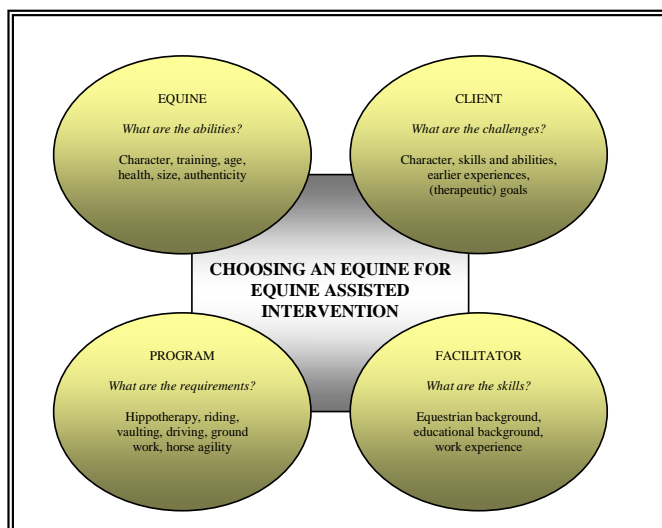 EQUINE
What are the abilities?
Character, training, age,
health, size, authenticity
CLIENT
What are the challenges?
Character, skills and abilities,
earlier experiences,
(therapeutic) goals
CHOOSING AN EQUINE FOR
EQUINE ASSISTED
INTERVENTION
PROGRAM
What are the requirements?
Hippotherapy, riding,
vaulting, driving, ground
work, horse agility
FACILITATOR
What are the skills?
Equestrian background,
educational background,
work experience